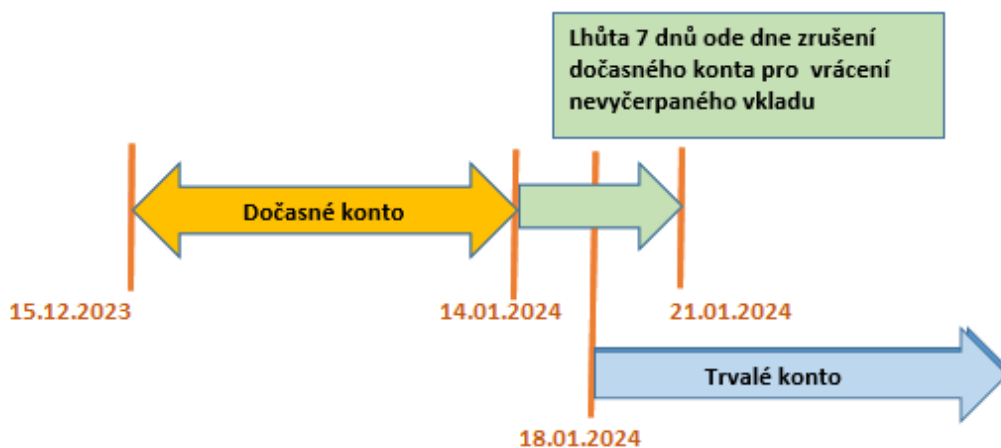 Lhůta 7 dnů ode dne zrušení
dočasného konta pro  vrácení
nevyčerpaného vkladu
Dočasné konto
15.12.2023
14.01.2024
21.01.2024
Trvalé konto
18.01.2024